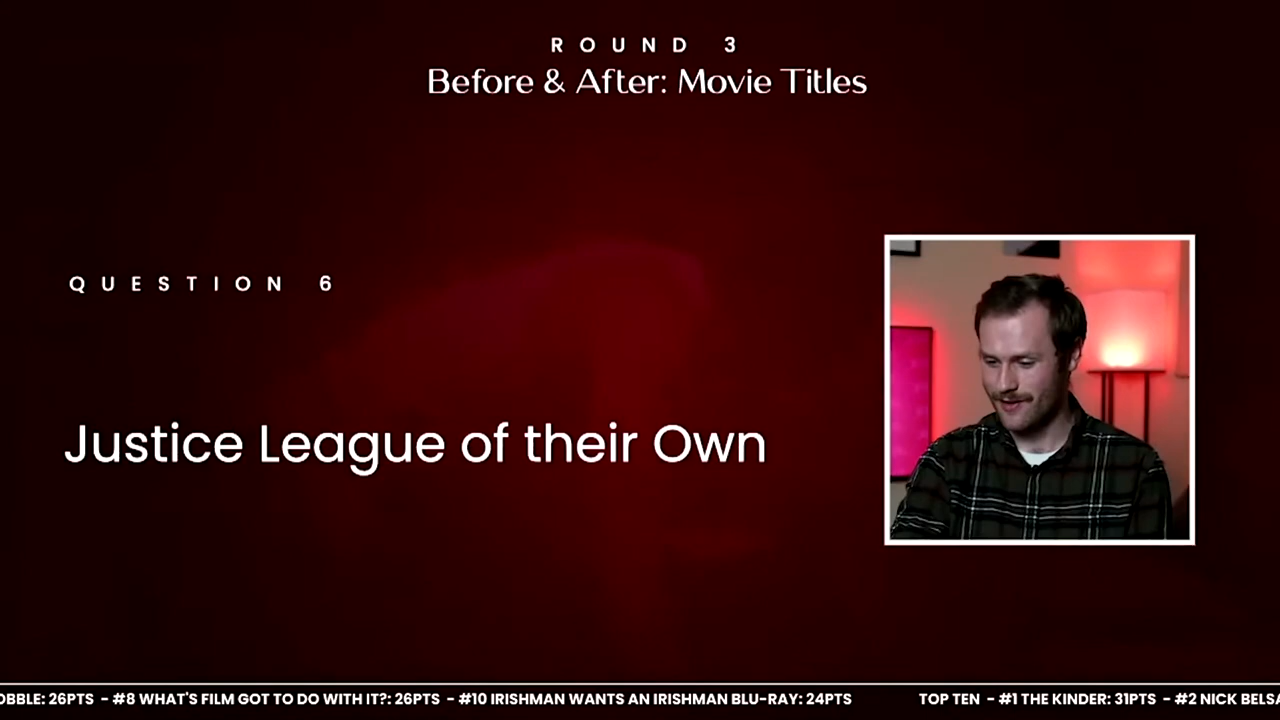 ROUND 3
Before & After: Movie Titles
QUESTION 6
Justice League of their Own
OBBLE: 26PTS - #8 WHAT'S FILM GOT TO DO WITH IT?: 26PTS - #10 IRISHMAN WANTS AN IRISHMAN BLU-RAY: 24PTS TOP TEN - #1 THE KINDER: 31PTS - #2 NICK BELSA